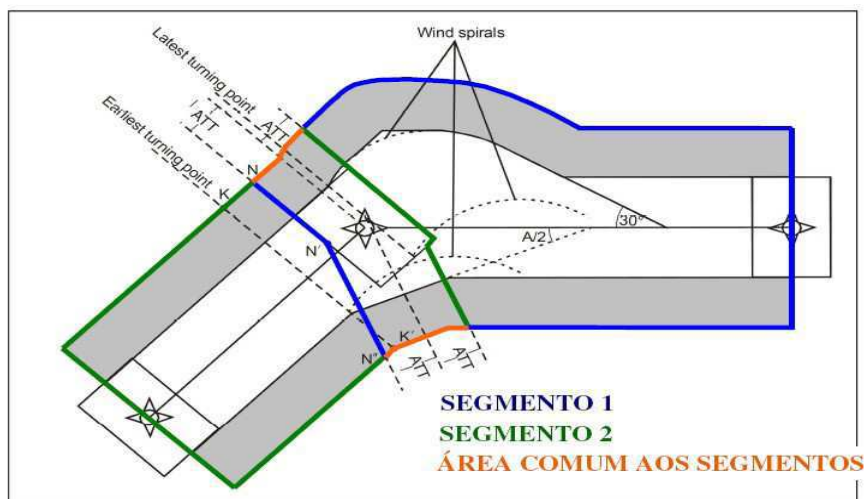 Wind spirals
Latest turning point
Earliest turning point
ATT
ATT
N
K
N'
A/2
30°
K'
N"
ATT
ATT
SEGMENTO 1
SEGMENTO 2
ÁREA COMUM AOS SEGMENTOS